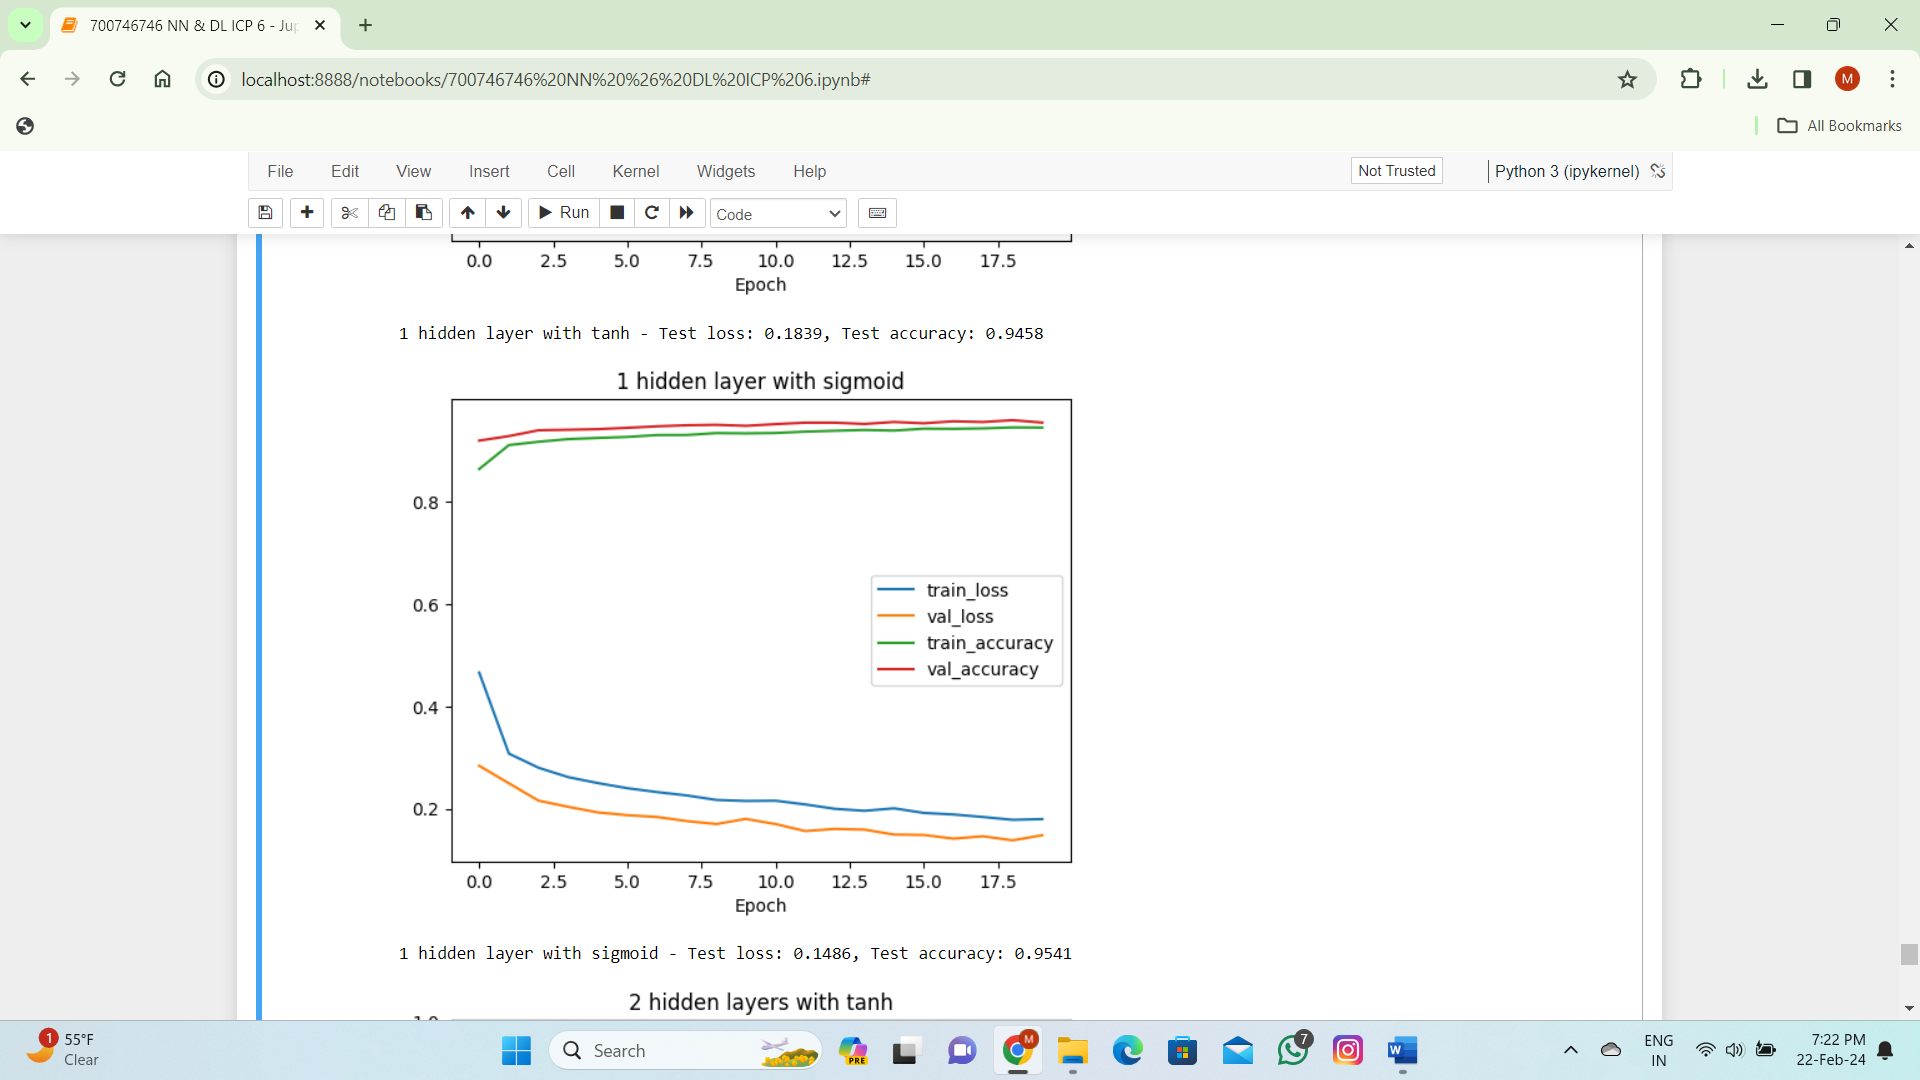 700746746 NN & DL ICP 6 - Jup
localhost:8888/notebooks/700746746%20NN%20%26%20DL%20ICP%206.ipynb#
M
All Bookmarks
File Edit View Insert Cell Kernel Widgets Help
Not Trusted
Python 3 (ipykernel)
Run
Code
0.0 2.5 5.0 7.5 10.0 12.5 15.0 17.5
Epoch
1 hidden layer with tanh - Test loss: 0.1839, Test accuracy: 0.9458
1 hidden layer with sigmoid
0.8
0.6
0.4
0.2
train_loss
val_loss
train_accuracy
val_accuracy
0.0 2.5 5.0 7.5 10.0 12.5 15.0 17.5
Epoch
1 hidden layer with sigmoid - Test loss: 0.1486, Test accuracy: 0.9541
2 hidden layers with tanh
1
55°F
Clear
Search
PRE
M
7
W
ENG
IN
7:22 PM
22-Feb-24